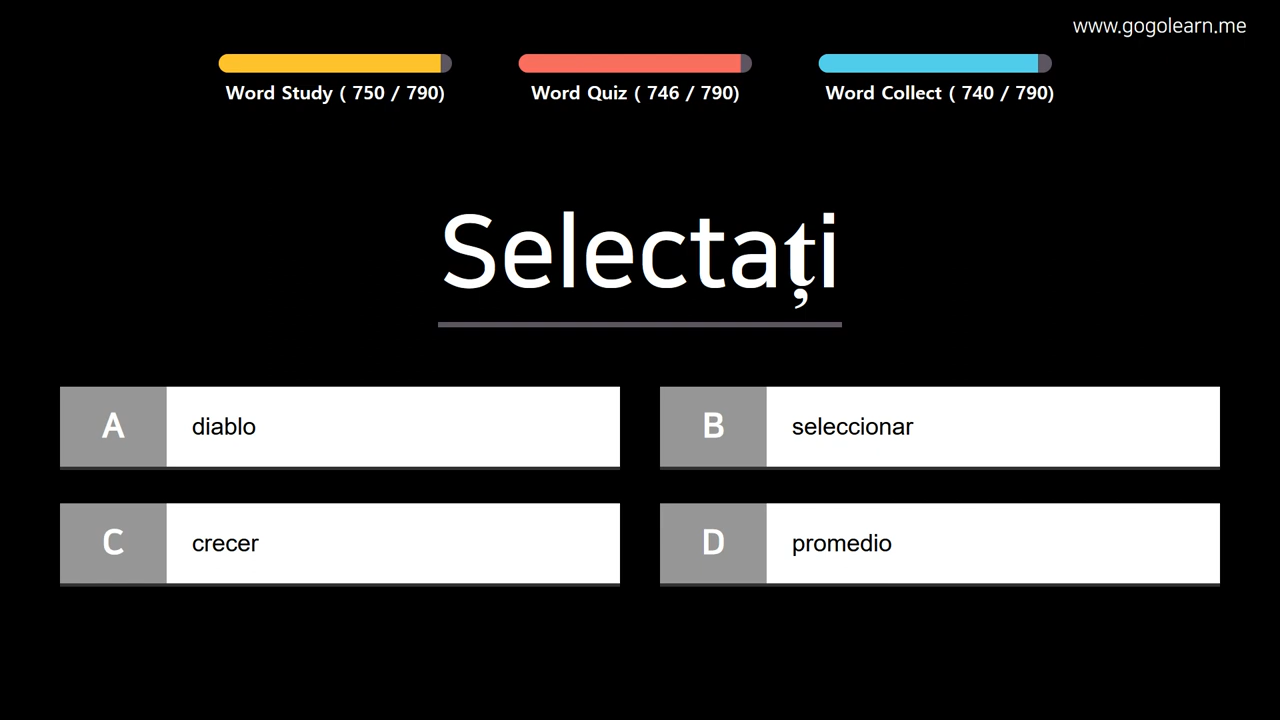 www.gogolearn.me
Word Study ( 750 / 790)
Word Quiz ( 746 / 790)
Word Collect ( 740 / 790)
Selectați
A diablo
B seleccionar
C crecer
D promedio